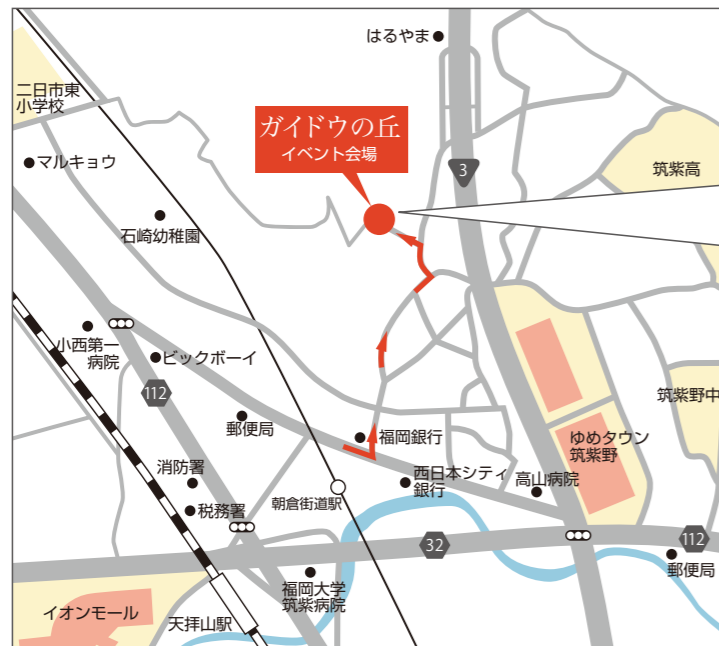 はるやま
二日市東
小学校
ガイドウの丘
イベント会場
マルキョウ
3
筑紫高
石崎幼稚園
小西第一
病院
ビックボーイ
112
筑紫野中
郵便局
福岡銀行
ゆめタウン
筑紫野
消防署
西日本シティ
銀行
高山病院
税務署
朝倉街道駅
32
112
郵便局
福岡大学
筑紫病院
イオンモール
天拝山駅